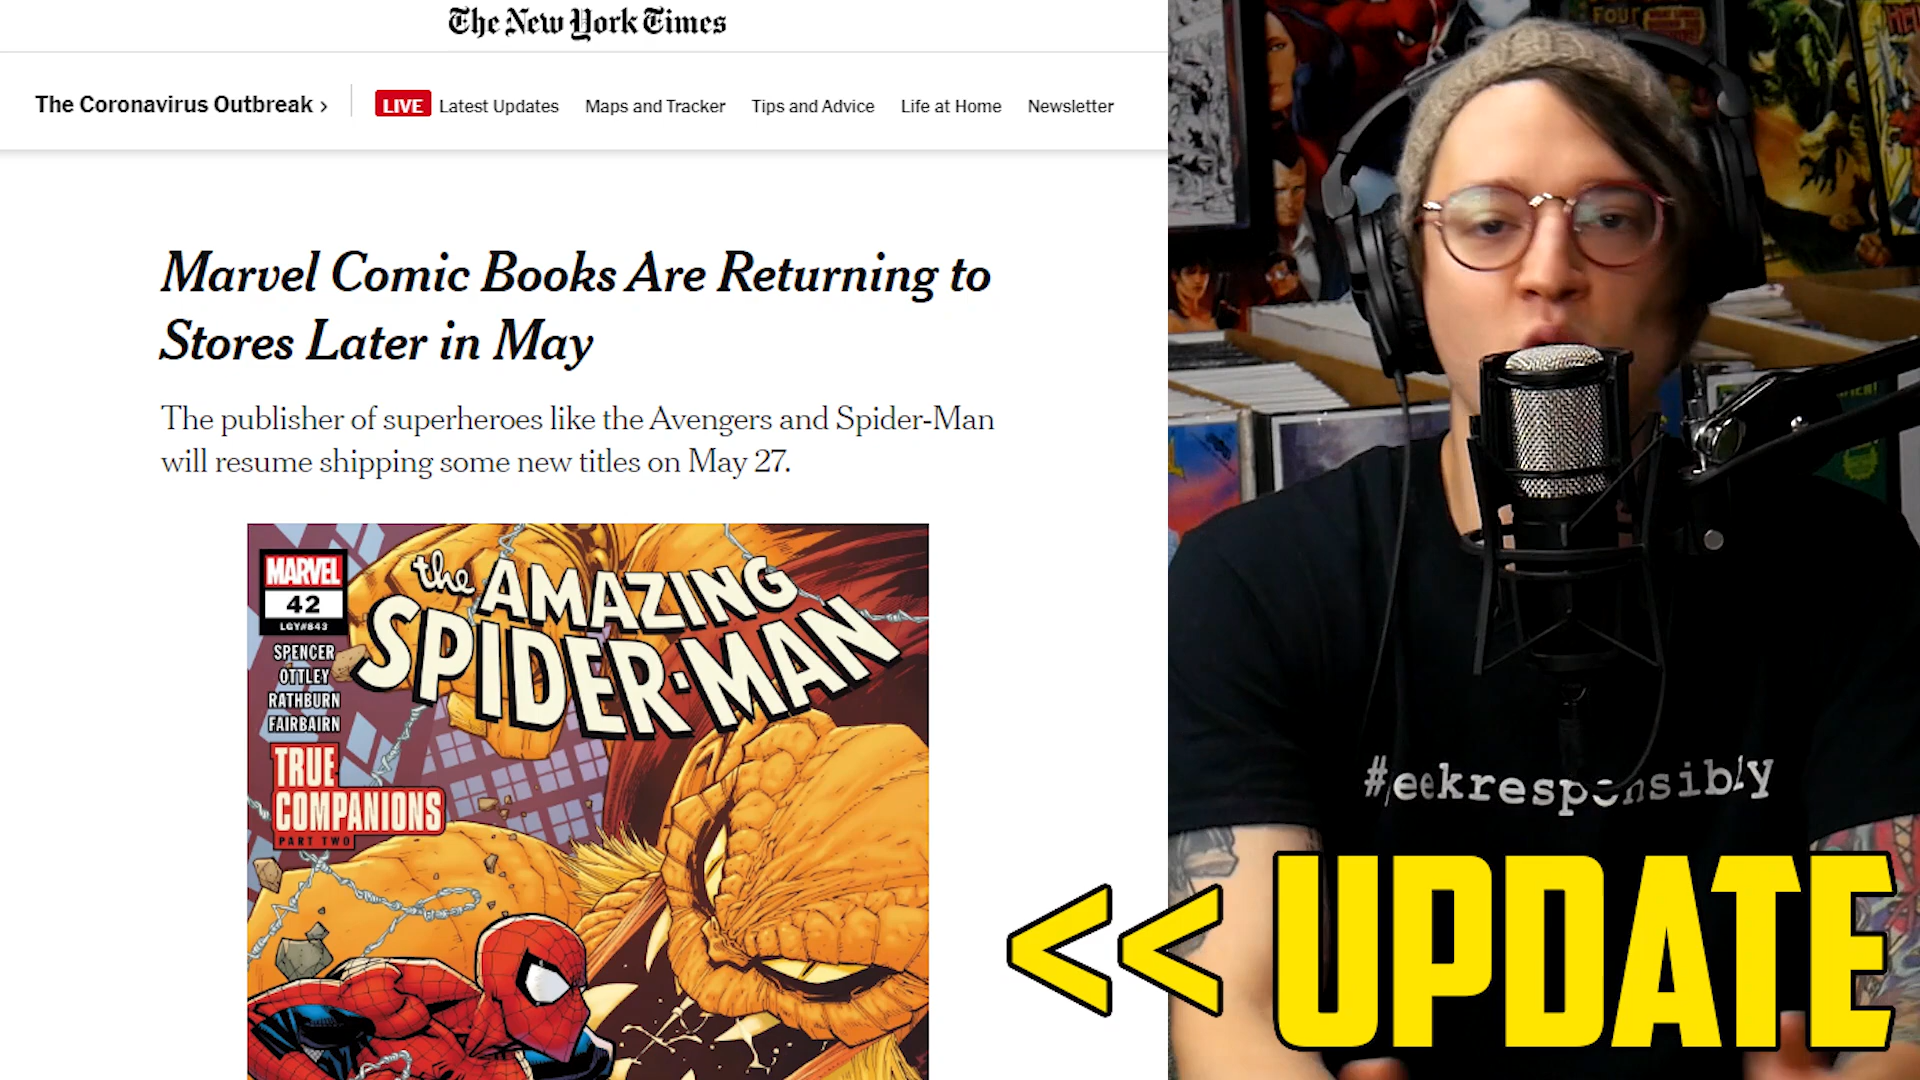 The New York Times
The Coronavirus Outbreak ›
LIVE Latest Updates
Maps and Tracker
Tips and Advice
Life at Home
Newsletter
Marvel Comic Books Are Returning to
Stores Later in May
The publisher of superheroes like the Avengers and Spider-Man
will resume shipping some new titles on May 27.
MARVEL
42
LGY#843
SPENCER
OTTLEY
RATHBURN
FAIRBAIRN
TRUE
COMPANIONS
PART TWO
the AMAZING
SPIDER-MAN
FOUR
#geekresponsibly
<< UPDATE